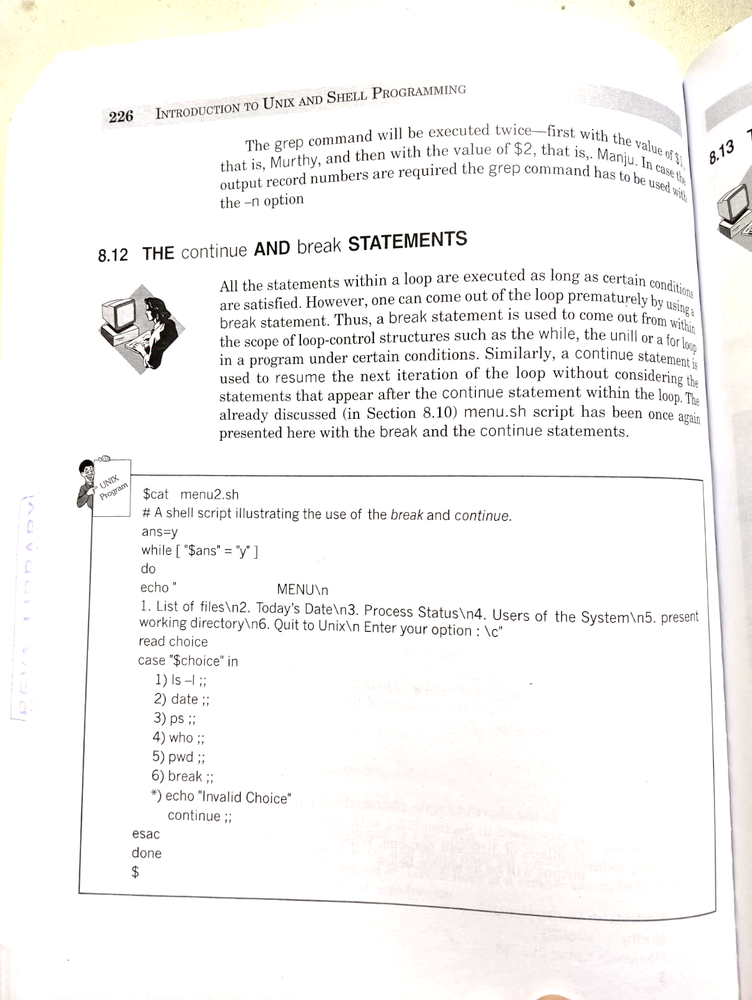 226 INTRODUCTION TO UNIX AND SHELL PROGRAMMING
The grep command will be executed twice—first with the value of $1,
that is, Murthy, and then with the value of $2, that is,. Manju. In case the
output record numbers are required the grep command has to be used with
the –n option
8.12 THE continue AND break STATEMENTS
All the statements within a loop are executed as long as certain conditions
are satisfied. However, one can come out of the loop prematurely by using a
break statement. Thus, a break statement is used to come out from within
the scope of loop-control structures such as the while, the unill or a for loop
in a program under certain conditions. Similarly, a continue statement is
used to resume the next iteration of the loop without considering the
statements that appear after the continue statement within the loop. The
already discussed (in Section 8.10) menu.sh script has been once again
presented here with the break and the continue statements.
UNIX
Program
$cat menu2.sh
# A shell script illustrating the use of the break and continue.
ans=y
while [ "$ans" = "y" ]
do
echo " MENU\n
1. List of files\n2. Today's Date\n3. Process Status\n4. Users of the System\n5. present
working directory\n6. Quit to Unix\n Enter your option : \c"
read choice
case "$choice" in
1) ls –l ;;
2) date ;;
3) ps ;;
4) who ;;
5) pwd ;;
6) break ;;
*) echo "Invalid Choice"
continue ;;
esac
done
$
8.13